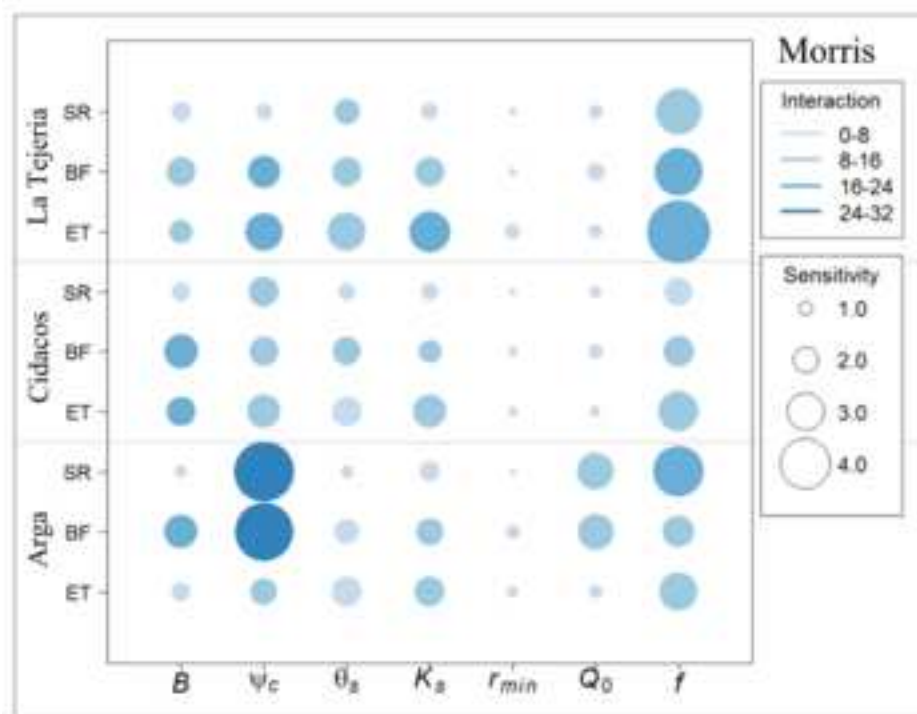 Morris
Interaction
0-8
8-16
16-24
24-32
Sensitivity
1.0
2.0
3.0
4.0
La Tejeria
SR
BF
ET
Cidacos
SR
BF
ET
Arga
SR
BF
ET
B ψc θs Ks rmin Q0 f